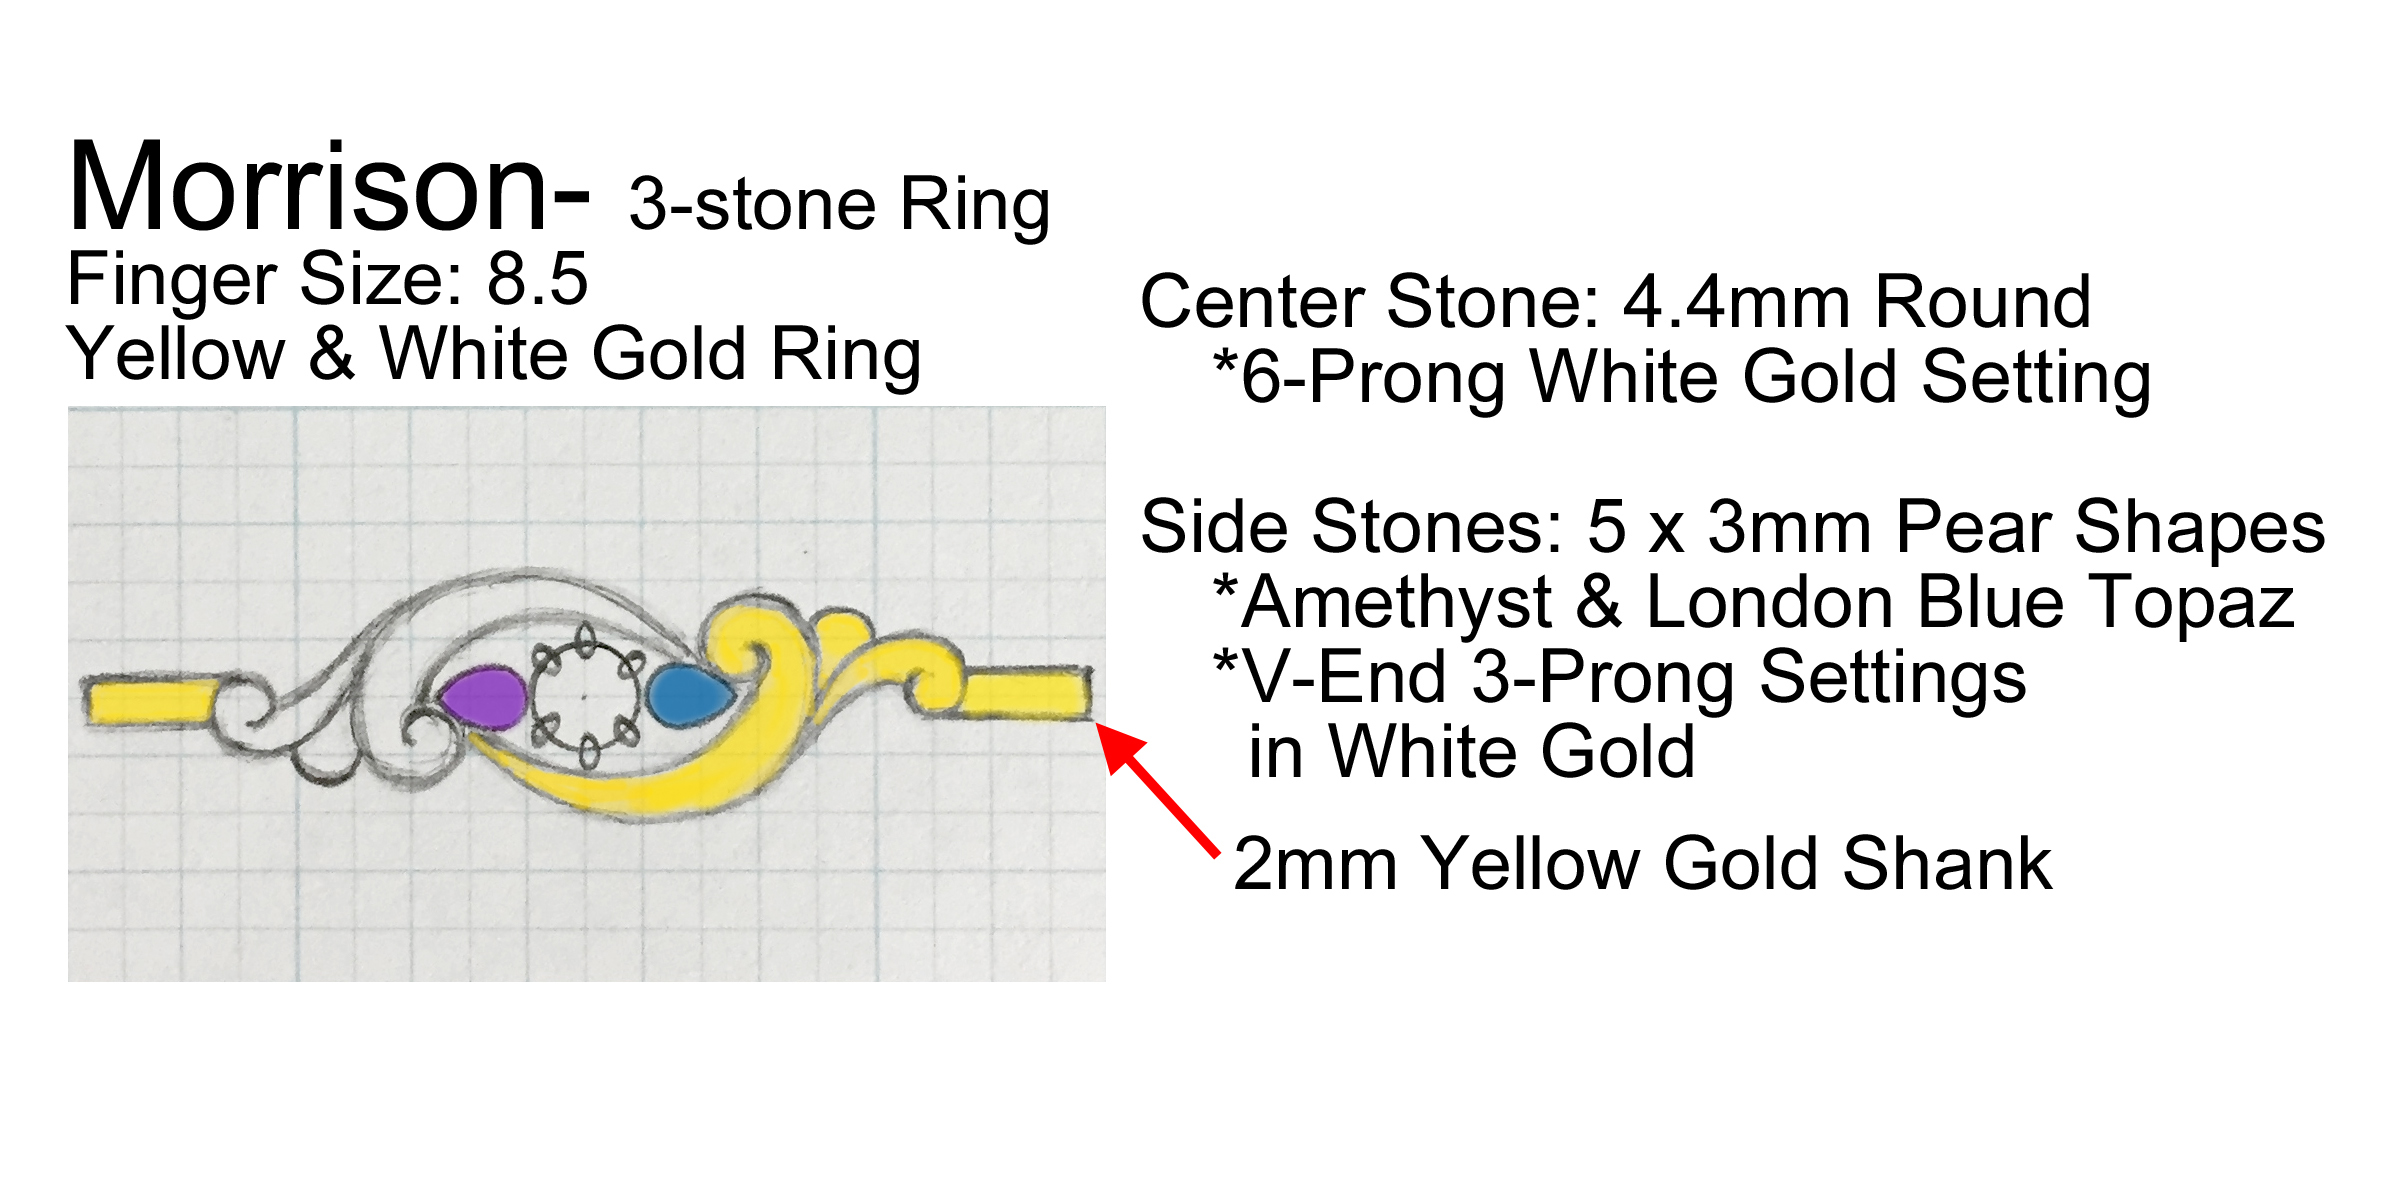 Morrison- 3-stone Ring
Finger Size: 8.5
Yellow & White Gold Ring
Center Stone: 4.4mm Round
*6-Prong White Gold Setting
Side Stones: 5 x 3mm Pear Shapes
*Amethyst & London Blue Topaz
*V-End 3-Prong Settings
in White Gold
2mm Yellow Gold Shank